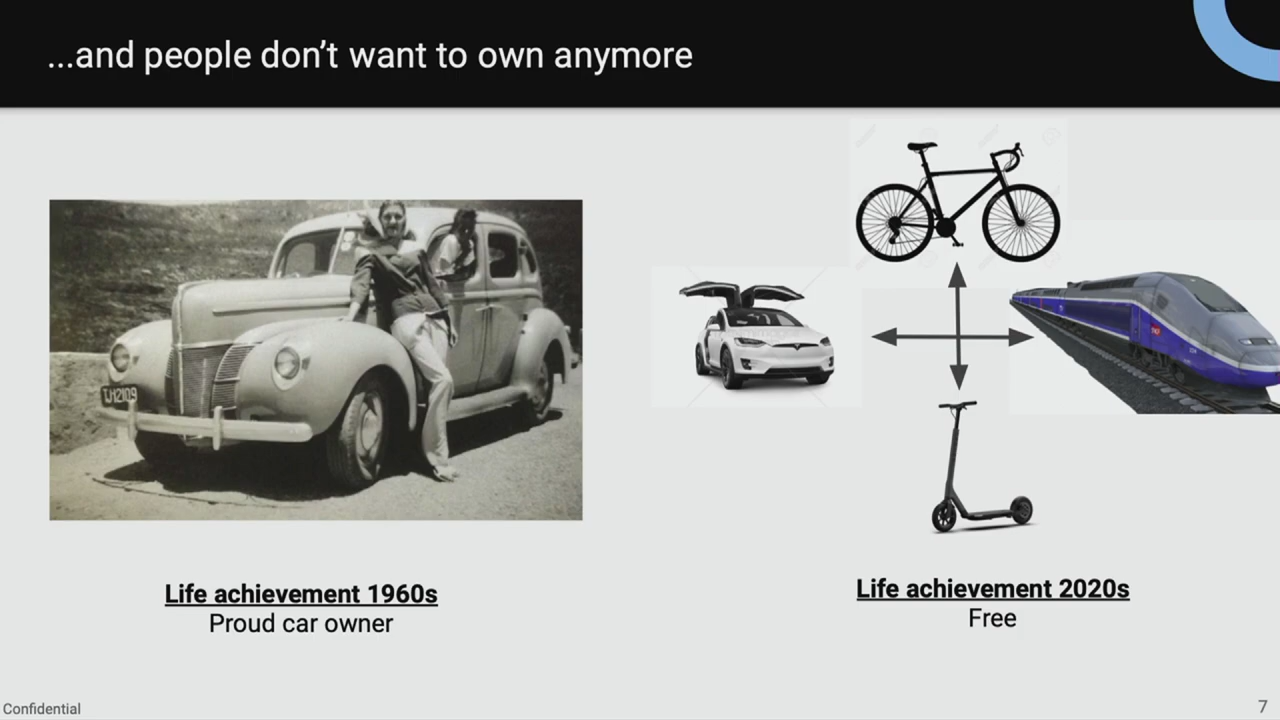 ...and people don't want to own anymore
TJ12109
Life achievement 1960s
Proud car owner
Life achievement 2020s
Free
Confidential
7